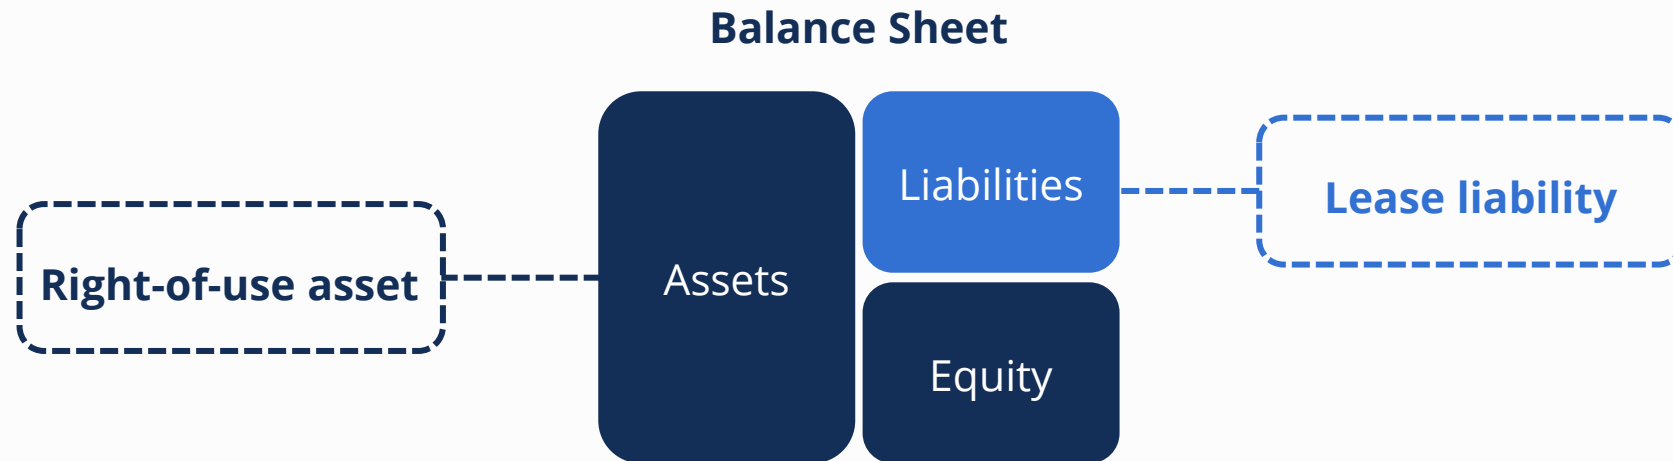 Balance Sheet
Right-of-use asset
Assets
Liabilities
Equity
Lease liability